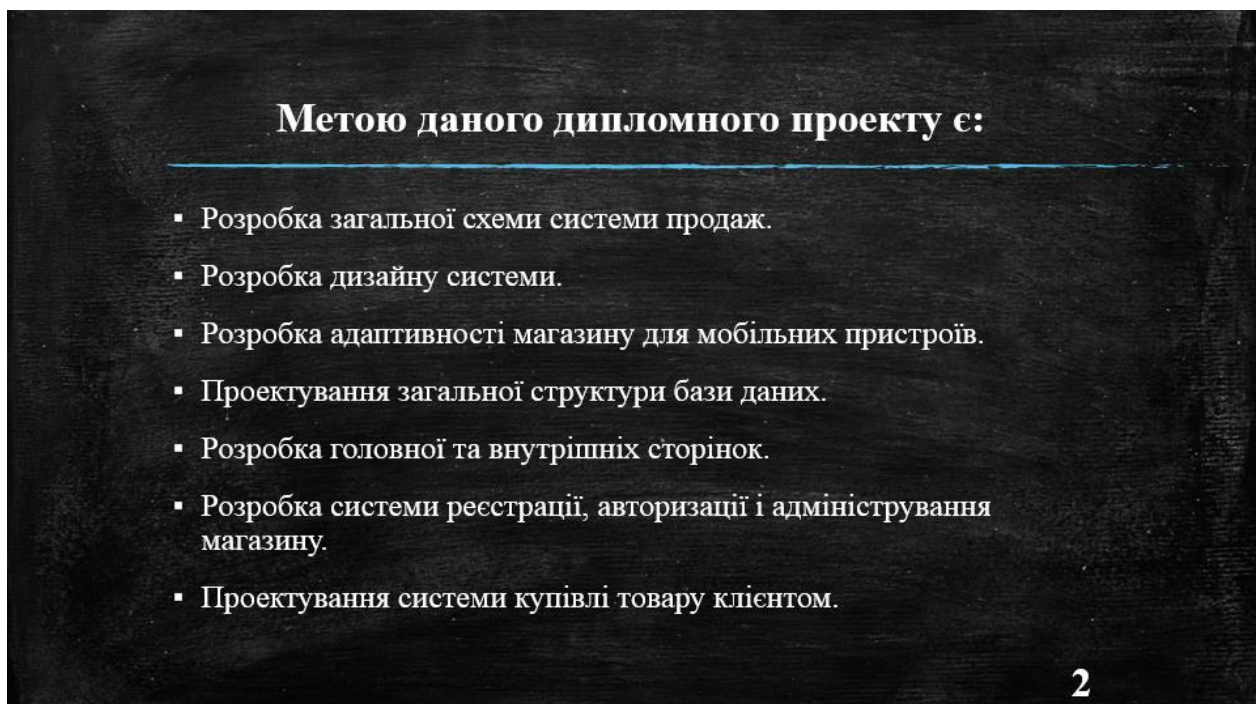 Метою даного дипломного проекту є:
▪ Розробка загальної схеми системи продаж.
▪ Розробка дизайну системи.
▪ Розробка адаптивності магазину для мобільних пристроїв.
▪ Проектування загальної структури бази даних.
▪ Розробка головної та внутрішніх сторінок.
▪ Розробка системи реєстрації, авторизації і адміністрування
магазину.
▪ Проектування системи купівлі товару клієнтом.
2